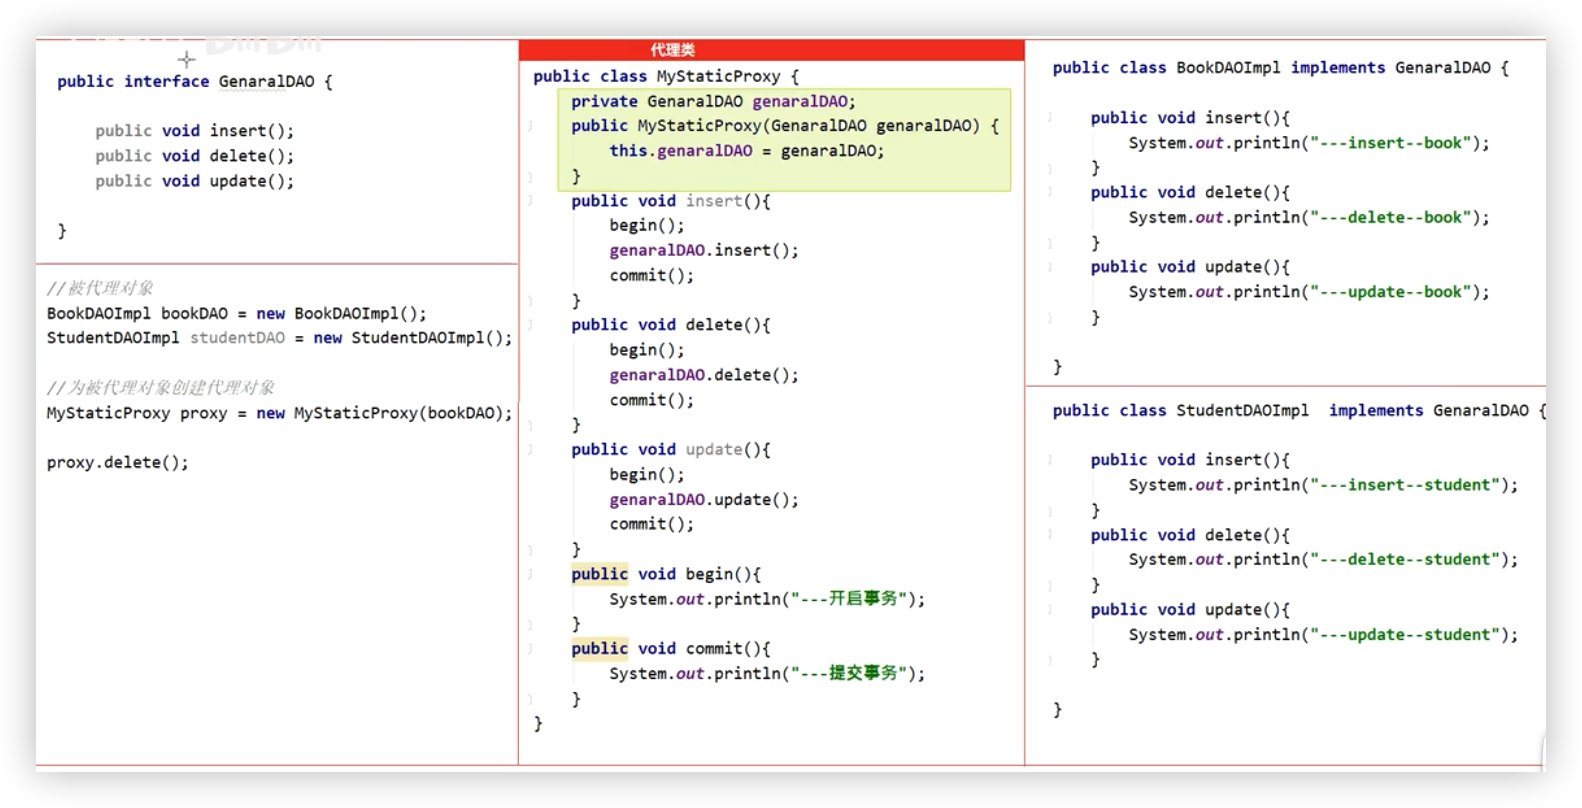 public interface GenaralDAO {
public void insert();
public void delete();
public void update();
}
//被代理对象
BookDAOImpl bookDAO = new BookDAOImpl();
StudentDAOImpl studentDAO = new StudentDAOImpl();
//为被代理对象创建代理对象
MyStaticProxy proxy = new MyStaticProxy(bookDAO);
proxy.delete();
代理类
public class MyStaticProxy {
private GenaralDAO genaralDAO;
public MyStaticProxy(GenaralDAO genaralDAO) {
this.genaralDAO = genaralDAO;
}
public void insert(){
begin();
genaralDAO.insert();
commit();
}
public void delete(){
begin();
genaralDAO.delete();
commit();
}
public void update(){
begin();
genaralDAO.update();
commit();
}
public void begin(){
System.out.println("---开启事务");
}
public void commit(){
System.out.println("---提交事务");
}
}
public class BookDAOImpl implements GenaralDAO {
public void insert(){
System.out.println("---insert--book");
}
public void delete(){
System.out.println("---delete--book");
}
public void update(){
System.out.println("---update--book");
}
}
public class StudentDAOImpl  implements GenaralDAO {
public void insert(){
System.out.println("---insert--student");
}
public void delete(){
System.out.println("---delete--student");
}
public void update(){
System.out.println("---update--student");
}
}